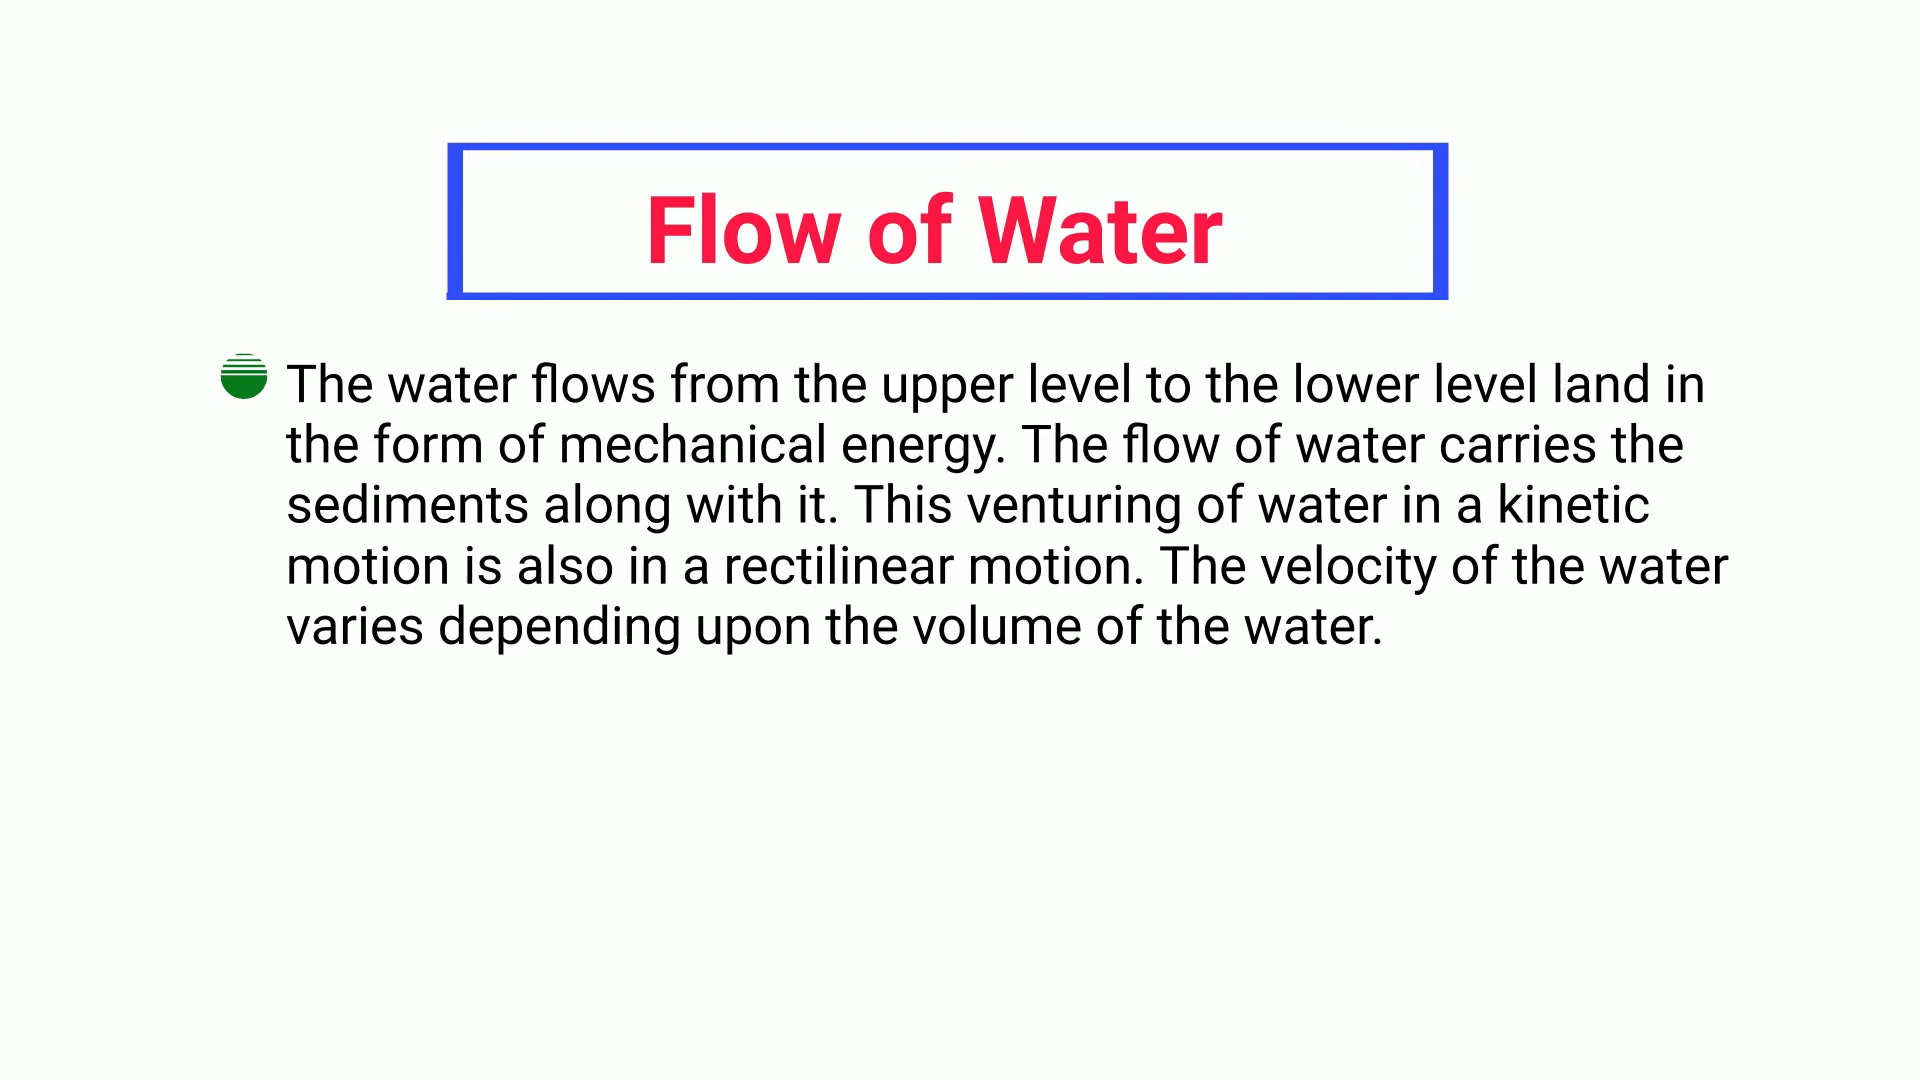 Flow of Water
The water flows from the upper level to the lower level land in
the form of mechanical energy. The flow of water carries the
sediments along with it. This venturing of water in a kinetic
motion is also in a rectilinear motion. The velocity of the water
varies depending upon the volume of the water.